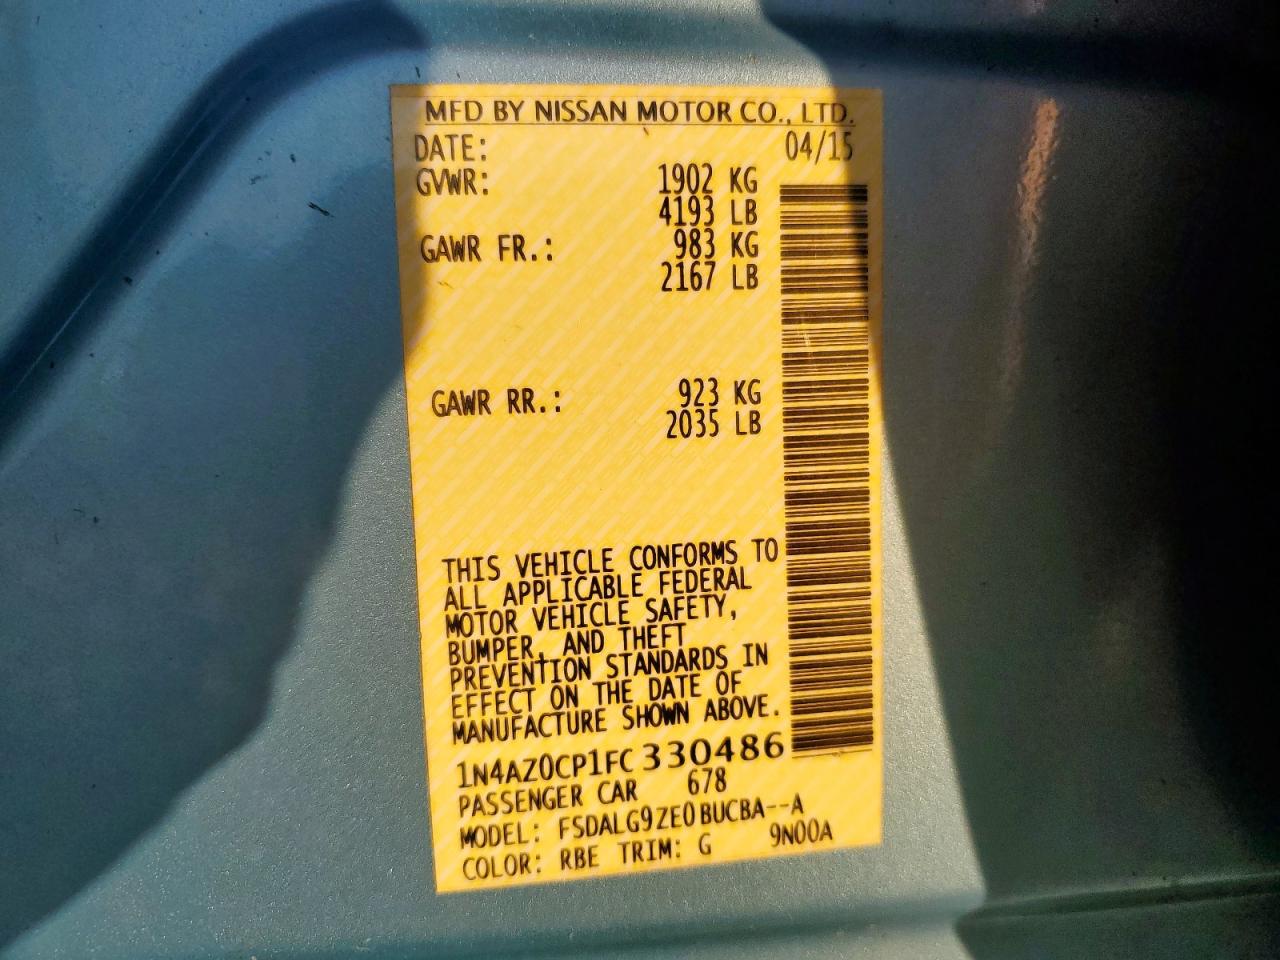 MFD BY NISSAN MOTOR CO., LTD.
DATE: 04/15
GVWR: 1902 KG
4193 LB
GAWR FR.: 983 KG
2167 LB
GAWR RR.: 923 KG
2035 LB
THIS VEHICLE CONFORMS TO
ALL APPLICABLE FEDERAL
MOTOR VEHICLE SAFETY,
BUMPER, AND THEFT
PREVENTION STANDARDS IN
EFFECT ON THE DATE OF
MANUFACTURE SHOWN ABOVE.
1N4AZ0CP1FC330486
PASSENGER CAR 678
MODEL: FSDALG9ZE0BUCBA--A
COLOR: RBE TRIM: G 9N00A